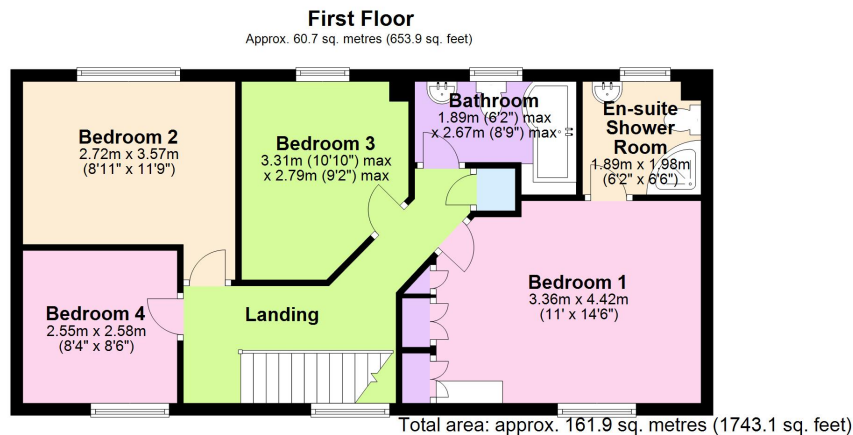 First Floor
Approx. 60.7 sq. metres (653.9 sq. feet)
Bedroom 2
2.72m x 3.57m
(8'11" x 11'9")
Bedroom 3
3.31m (10'10") max
x 2.79m (9'2") max
Bathroom
1.89m (6'2") max
x 2.67m (8'9") max
En-suite
Shower
Room
1.89m x 1.98m
(6'2" x 6'6")
Bedroom 4
2.55m x 2.58m
(8'4" x 8'6")
Landing
Bedroom 1
3.36m x 4.42m
(11' x 14'6")
Total area: approx. 161.9 sq. metres (1743.1 sq. feet)